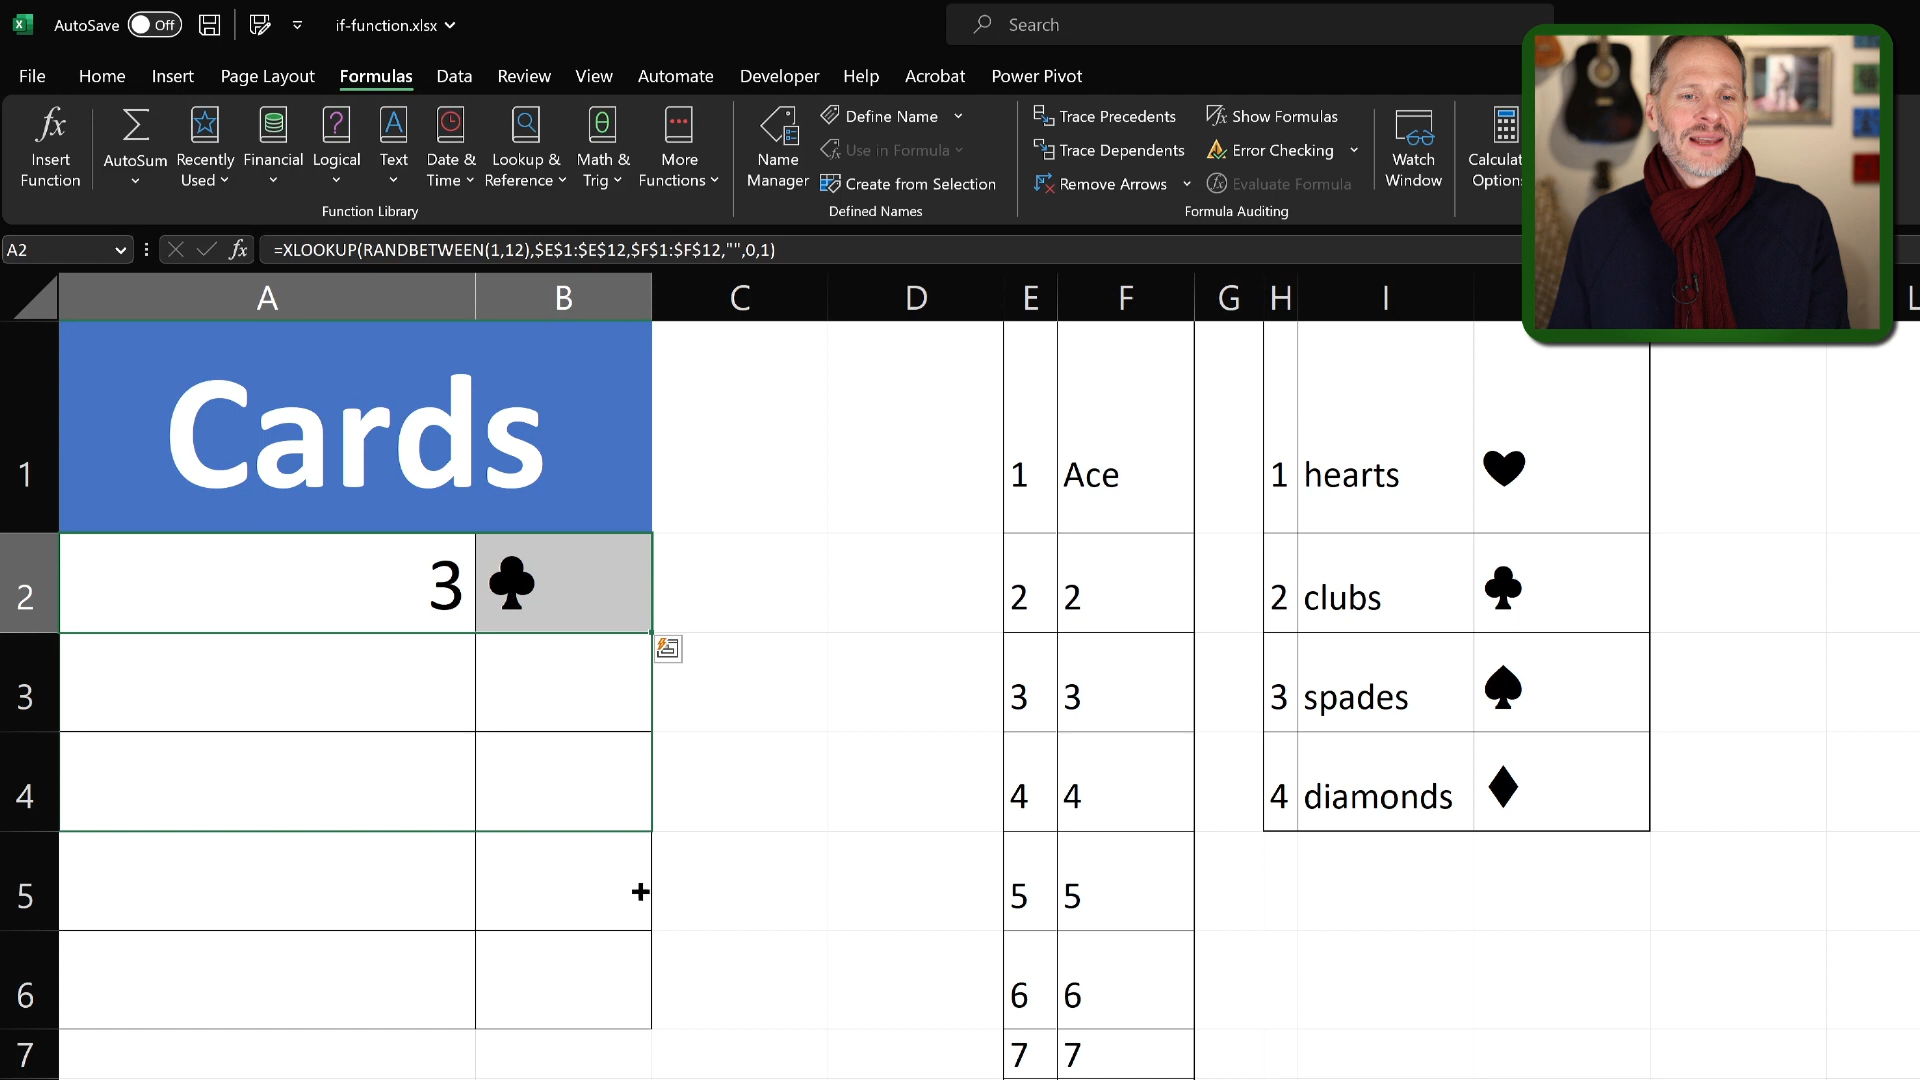 AutoSave Off if-function.xlsx Search
File Home Insert Page Layout Formulas Data Review View Automate Developer Help Acrobat Power Pivot
fx Insert Function
AutoSum
Recently Used
Financial
Logical
Text
Date & Time
Lookup & Reference
Math & Trig
More Functions
Function Library
Name Manager
Define Name
Use in Formula
Create from Selection
Defined Names
Trace Precedents
Trace Dependents
Remove Arrows
Show Formulas
Error Checking
Evaluate Formula
Formula Auditing
Watch Window
Calculat
Option
A2 fx =XLOOKUP(RANDBETWEEN(1,12),$E$1:$E$12,$F$1:$F$12,"",0,1)
A B C D E F G H I L
1 Cards 1 Ace 1 hearts ♥
2 3 ♣ 2 2 2 clubs ♣
3 3 3 3 spades ♠
4 4 4 4 diamonds ♦
5 5 5
6 6 6
7 7 7